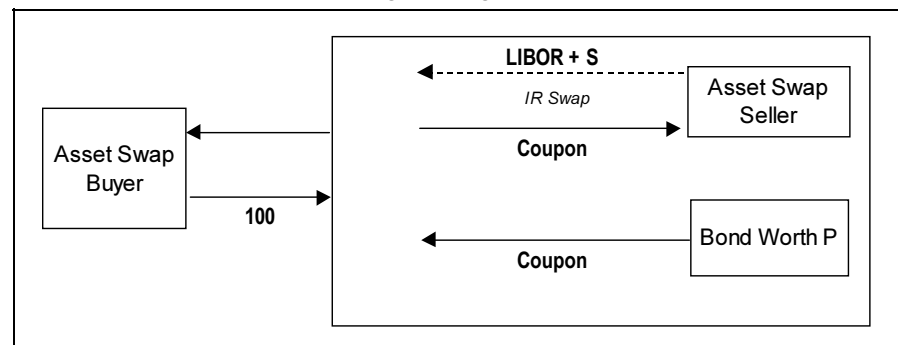 LIBOR + S
IR Swap
Asset Swap
Seller
Coupon
Asset Swap
Buyer
100
Bond Worth P
Coupon